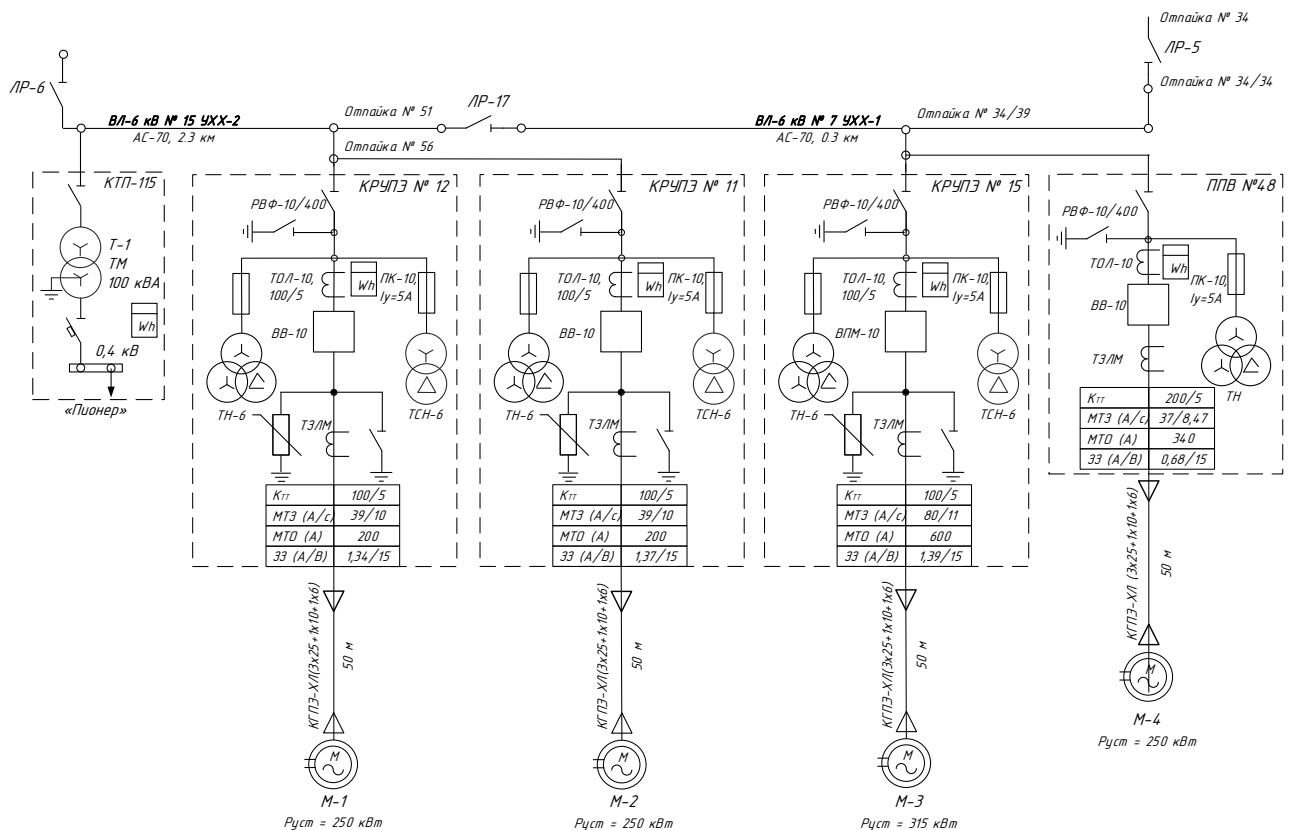 Отпайка № 34
ЛР-5
Отпайка № 34/34
ЛР-6
ВЛ-6 кВ № 15 УХХ-2
АС-70, 2.3 км
Отпайка № 51
ЛР-17
ВЛ-6 кВ № 7 УХХ-1
АС-70, 0.3 км
Отпайка № 34/39
Отпайка № 56
КТП-115
Т-1
ТМ
100 кВА
Wh
0,4 кВ
«Пионер»
КРУПЭ № 12
РВФ-10/400
ТОЛ-10,
100/5
Wh
ПК-10,
Iу=5А
ВВ-10
ТН-6
ТЗЛМ
ТСН-6
Ктт 100/5
МТЗ (А/с) 39/10
МТО (А) 200
ЗЗ (А/В) 1,34/15
КГПЭ-ХЛ(3х25+1х10+1х6)
50 м
М
М-1
Руст = 250 кВт
КРУПЭ № 11
РВФ-10/400
ТОЛ-10,
100/5
Wh
ПК-10,
Iу=5А
ВВ-10
ТН-6
ТЗЛМ
ТСН-6
Ктт 100/5
МТЗ (А/с) 39/10
МТО (А) 200
ЗЗ (А/В) 1,37/15
КГПЭ-ХЛ(3х25+1х10+1х6)
50 м
М
М-2
Руст = 250 кВт
КРУПЭ № 15
РВФ-10/400
ТОЛ-10,
100/5
Wh
ПК-10,
Iу=5А
ВПМ-10
ТН-6
ТЗЛМ
ТСН-6
Ктт 100/5
МТЗ (А/с) 80/11
МТО (А) 600
ЗЗ (А/В) 1,39/15
КГПЭ-ХЛ(3х25+1х10+1х6)
50 м
М
М-3
Руст = 315 кВт
ППВ №48
РВФ-10/400
ТОЛ-10
Wh
ПК-10,
Iу=5А
ВВ-10
ТЗЛМ
ТН
Ктт 200/5
МТЗ (А/с) 37/8,47
МТО (А) 340
ЗЗ (А/В) 0,68/15
КГПЭ-ХЛ (3х25+1х10+1х6)
50 м
М
М-4
Руст = 250 кВт